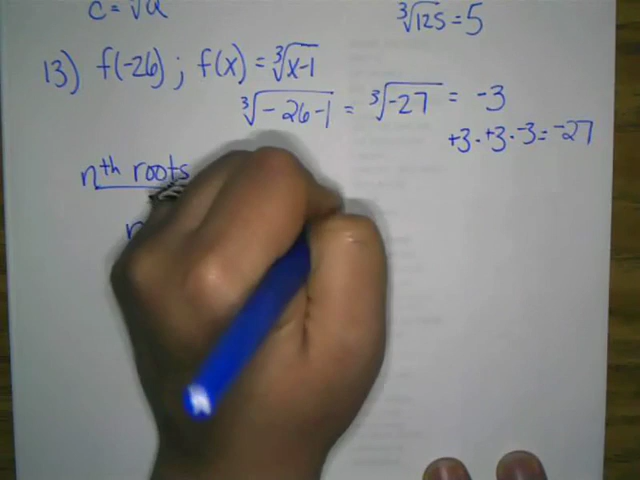 c = √a
∛125 = 5
13) f(-26) ; f(x) = ∛x-1
∛-26-1 = ∛-27 = -3
+3 · +3 · -3 = -27
nth roots
n